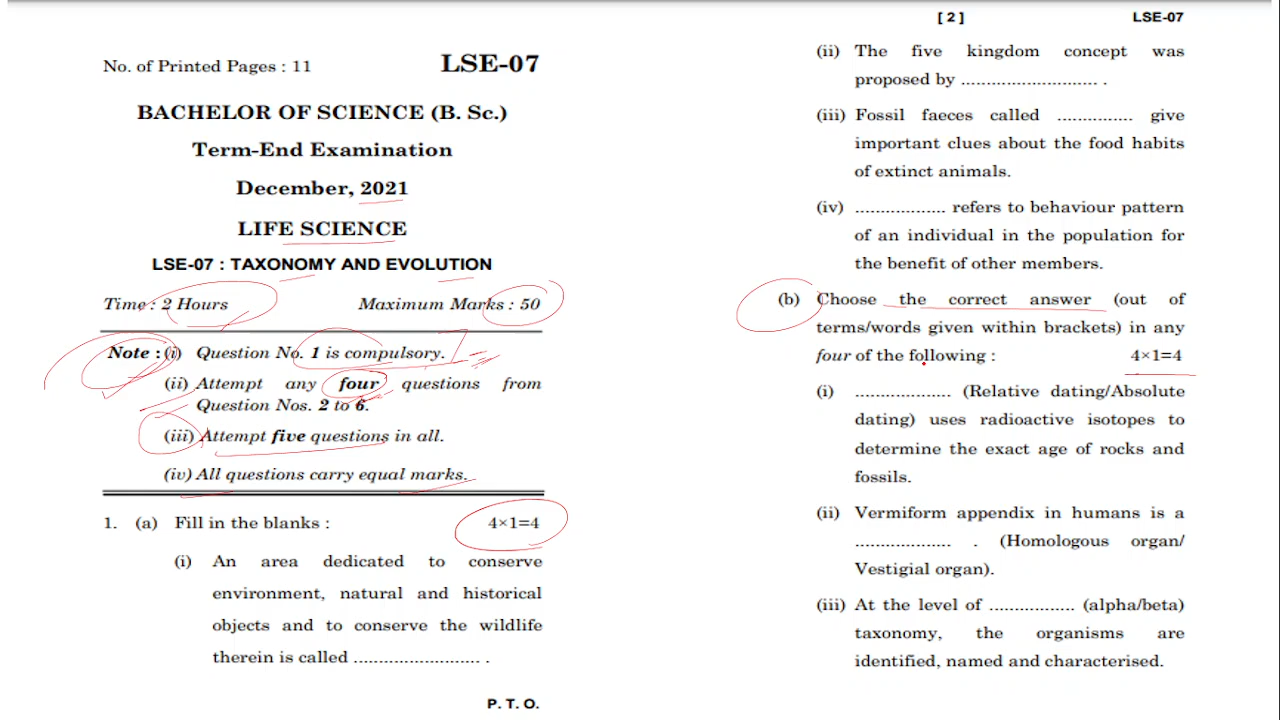 No. of Printed Pages : 11 LSE-07
BACHELOR OF SCIENCE (B. Sc.)
Term-End Examination
December, 2021
LIFE SCIENCE
LSE-07 : TAXONOMY AND EVOLUTION
Time : 2 Hours Maximum Marks : 50
Note : (i) Question No. 1 is compulsory.
(ii) Attempt any four questions from
Question Nos. 2 to 6.
(iii) Attempt five questions in all.
(iv) All questions carry equal marks.
1. (a) Fill in the blanks : 4×1=4
(i) An area dedicated to conserve
environment, natural and historical
objects and to conserve the wildlife
therein is called ......................... .
P. T. O.
[ 2 ] LSE-07
(ii) The five kingdom concept was
proposed by ........................... .
(iii) Fossil faeces called ............... give
important clues about the food habits
of extinct animals.
(iv) .................. refers to behaviour pattern
of an individual in the population for
the benefit of other members.
(b) Choose the correct answer (out of
terms/words given within brackets) in any
four of the following : 4×1=4
(i) ................... (Relative dating/Absolute
dating) uses radioactive isotopes to
determine the exact age of rocks and
fossils.
(ii) Vermiform appendix in humans is a
................... . (Homologous organ/
Vestigial organ).
(iii) At the level of ................. (alpha/beta)
taxonomy, the organisms are
identified, named and characterised.